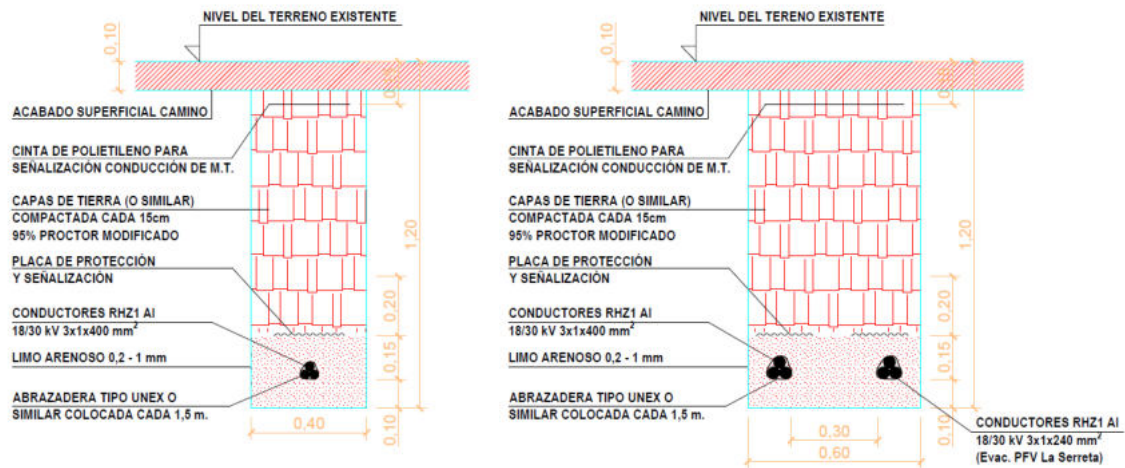 NIVEL DEL TERRENO EXISTENTE
0,10
ACABADO SUPERFICIAL CAMINO
CINTA DE POLIETILENO PARA
SEÑALIZACIÓN CONDUCCIÓN DE M.T.
CAPAS DE TIERRA (O SIMILAR)
COMPACTADA CADA 15cm
95% PROCTOR MODIFICADO
PLACA DE PROTECCIÓN
Y SEÑALIZACIÓN
CONDUCTORES RHZ1 Al
18/30 kV 3x1x400 mm²
LIMO ARENOSO 0,2 - 1 mm
ABRAZADERA TIPO UNEX O
SIMILAR COLOCADA CADA 1,5 m.
1,20
0,20
0,15
0,10
0,40
NIVEL DEL TERENO EXISTENTE
0,10
ACABADO SUPERFICIAL CAMINO
CINTA DE POLIETILENO PARA
SEÑALIZACIÓN CONDUCCIÓN DE M.T.
CAPAS DE TIERRA (O SIMILAR)
COMPACTADA CADA 15cm
95% PROCTOR MODIFICADO
PLACA DE PROTECCIÓN
Y SEÑALIZACIÓN
CONDUCTORES RHZ1 Al
18/30 kV 3x1x400 mm²
LIMO ARENOSO 0,2 - 1 mm
ABRAZADERA TIPO UNEX O
SIMILAR COLOCADA CADA 1,5 m.
1,20
0,20
0,15
0,10
0,30
0,60
CONDUCTORES RHZ1 Al
18/30 kV 3x1x240 mm²
(Evac. PFV La Serreta)